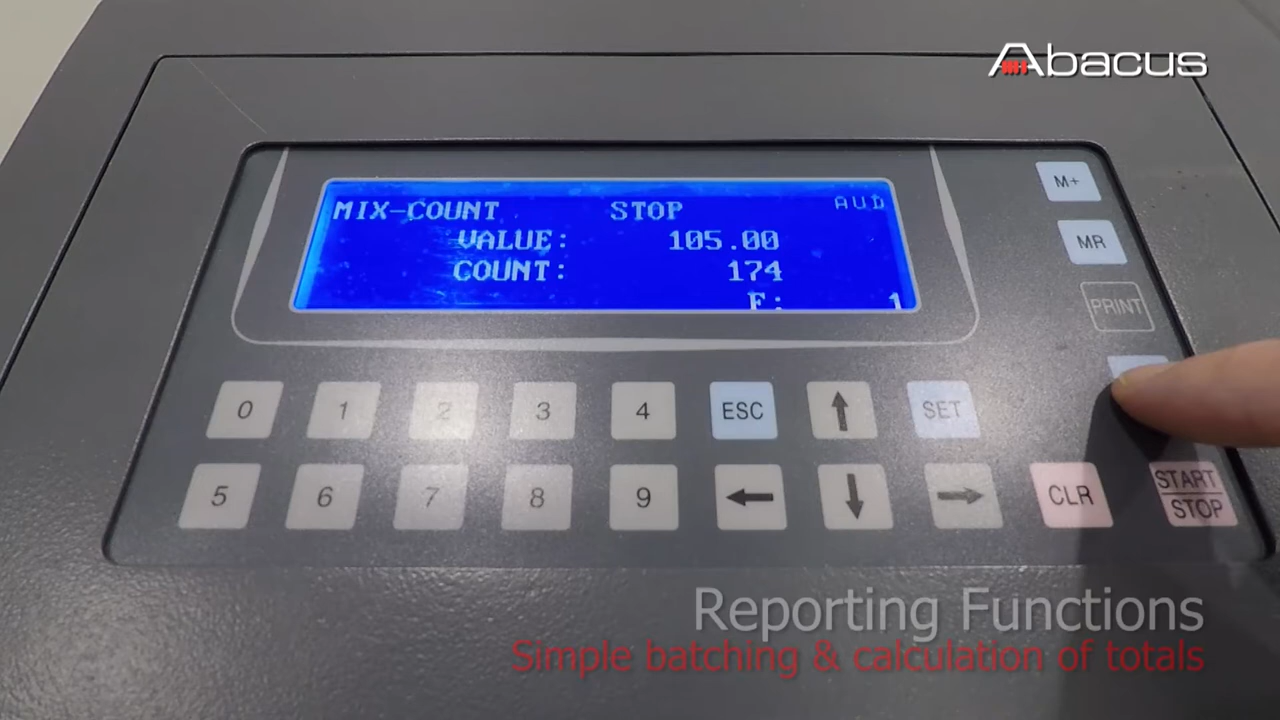 Abacus
MIX-COUNT STOP AUD
VALUE: 105.00
COUNT: 174
F: 1
M+
MR
PRINT
0 1 2 3 4 ESC ↑ SET
5 6 7 8 9 ← ↓ → CLR START STOP
Reporting Functions
Simple batching & calculation of totals